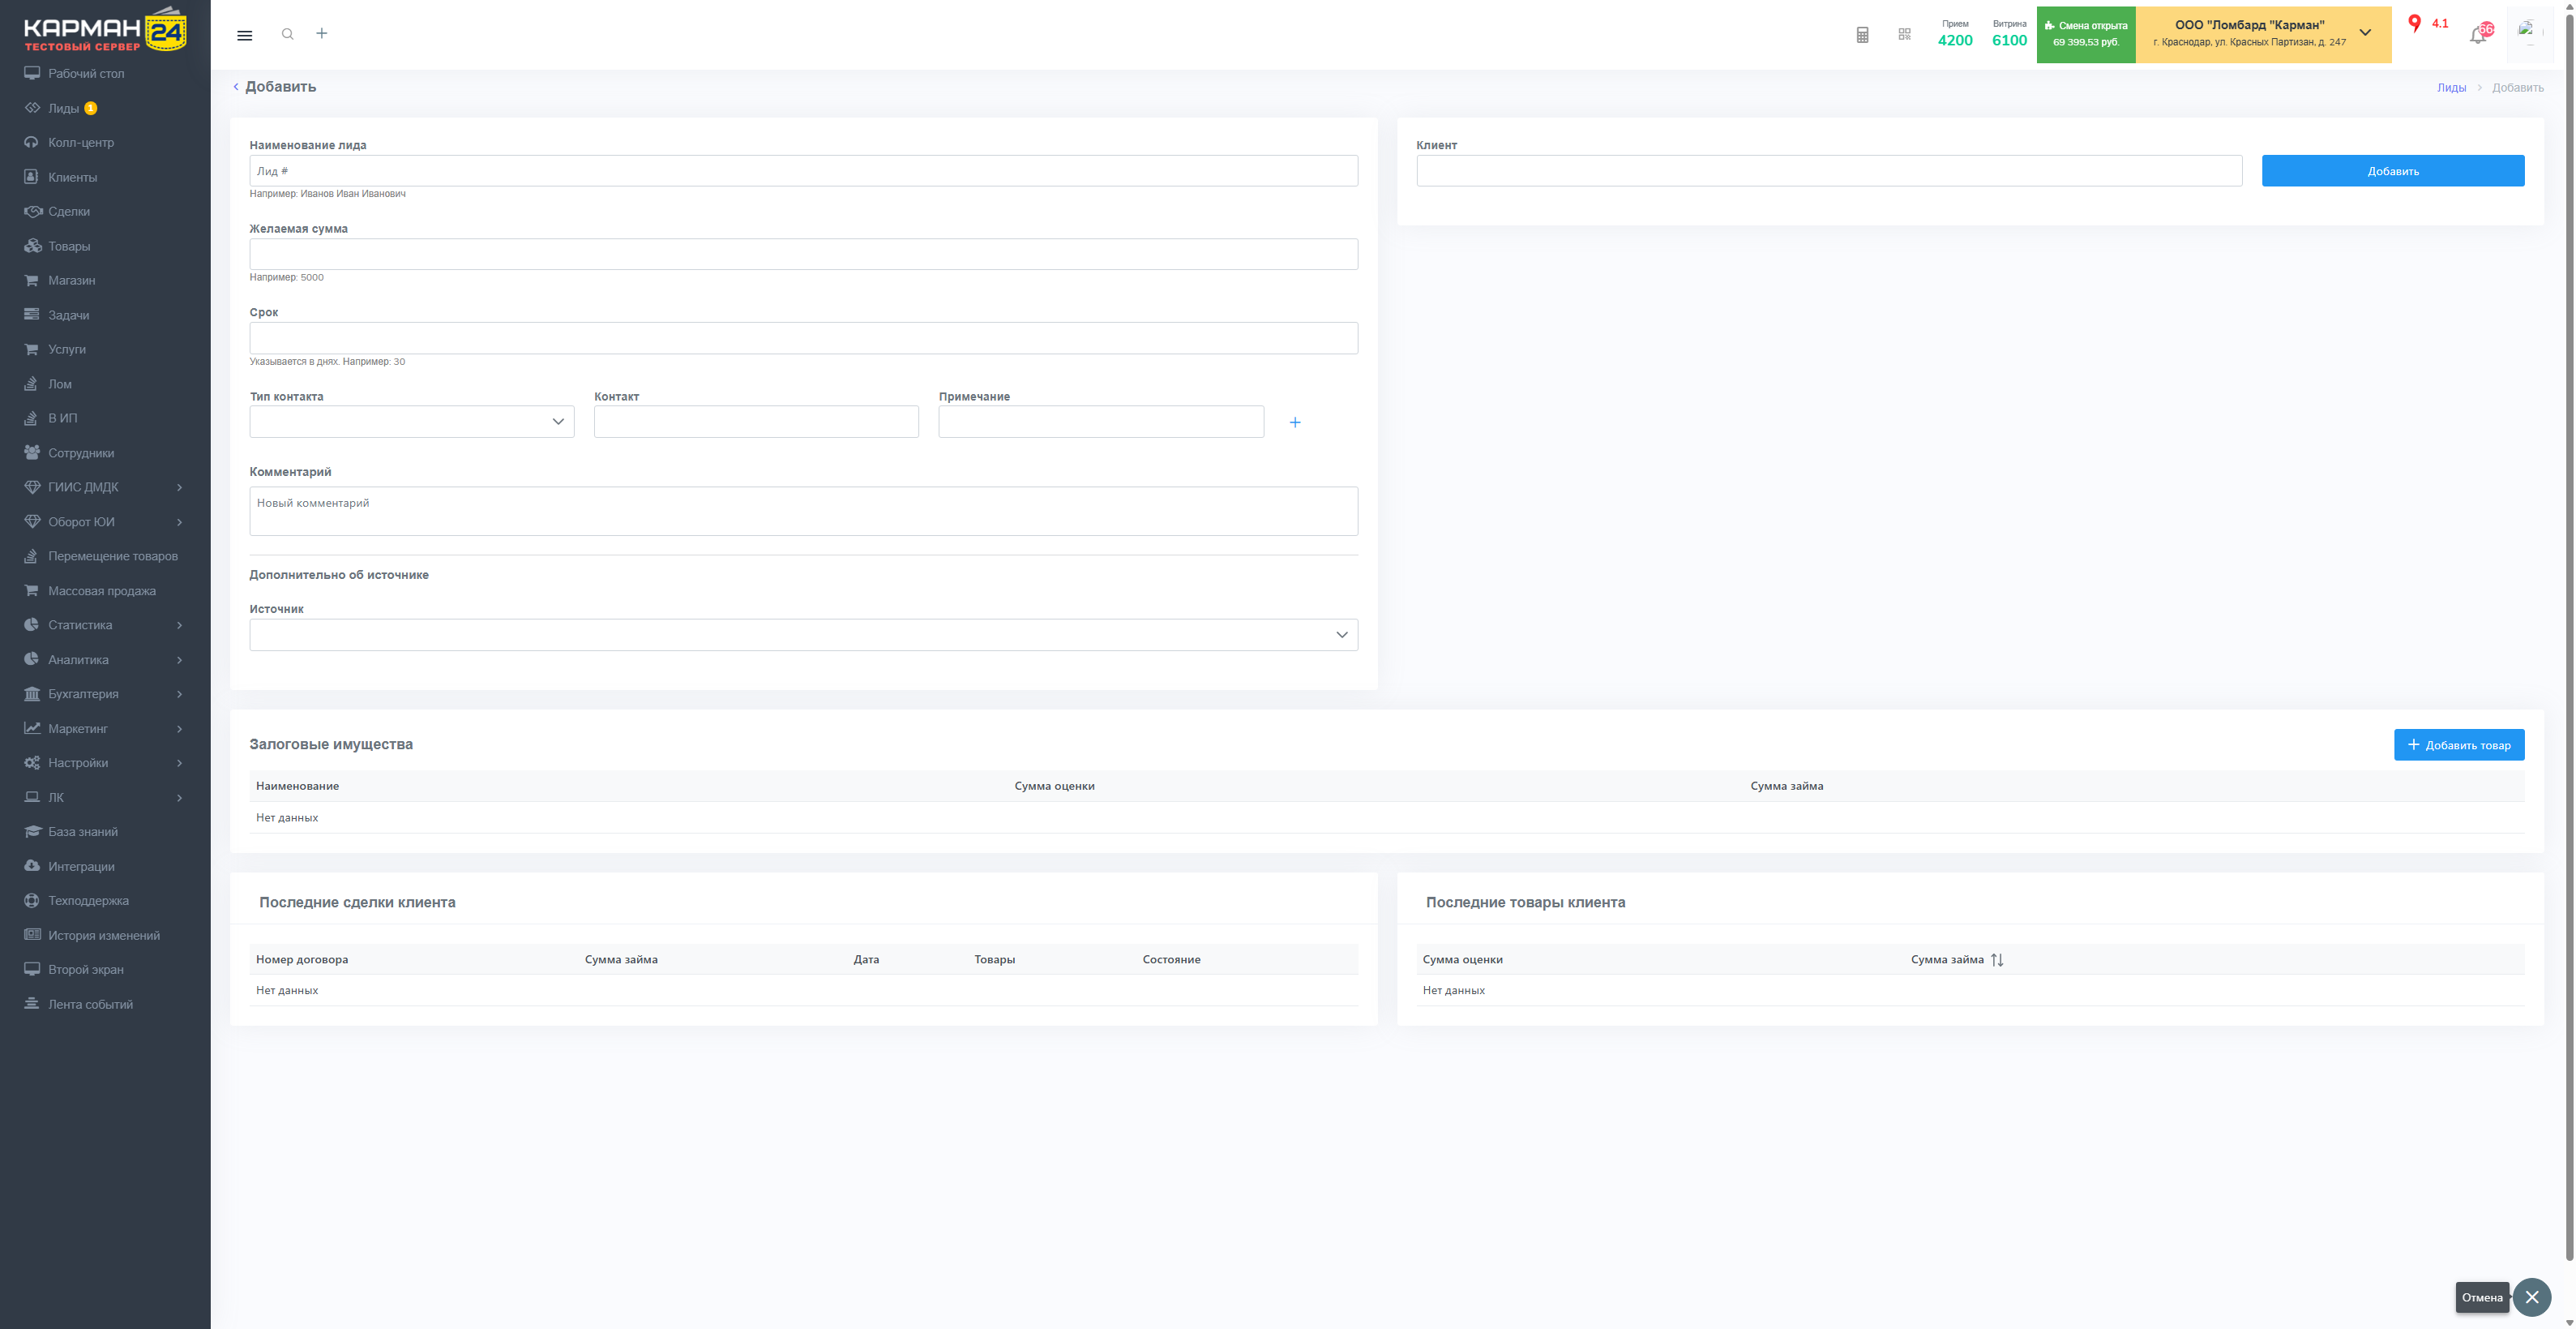 КАРМАН 24
ТЕСТОВЫЙ СЕРВЕР
Рабочий стол
Лиды 1
Колл-центр
Клиенты
Сделки
Товары
Магазин
Задачи
Услуги
Лом
В ИП
Сотрудники
ГИИС ДМДК
Оборот ЮИ
Перемещение товаров
Массовая продажа
Статистика
Аналитика
Бухгалтерия
Маркетинг
Настройки
ЛК
База знаний
Интеграции
Техподдержка
История изменений
Второй экран
Лента событий
Прием
4200
Витрина
6100
Смена открыта
69 399,53 руб.
ООО "Ломбард "Карман"
г. Краснодар, ул. Красных Партизан, д. 247
4.1
Добавить
Лиды > Добавить
Наименование лида
Лид #
Например: Иванов Иван Иванович
Желаемая сумма
Например: 5000
Срок
Указывается в днях. Например: 30
Тип контакта Контакт Примечание
Комментарий
Новый комментарий
Дополнительно об источнике
Источник
Клиент
Добавить
Залоговые имущества
Добавить товар
Наименование Сумма оценки Сумма займа
Нет данных
Последние сделки клиента
Номер договора Сумма займа Дата Товары Состояние
Нет данных
Последние товары клиента
Сумма оценки Сумма займа
Нет данных
Отмена